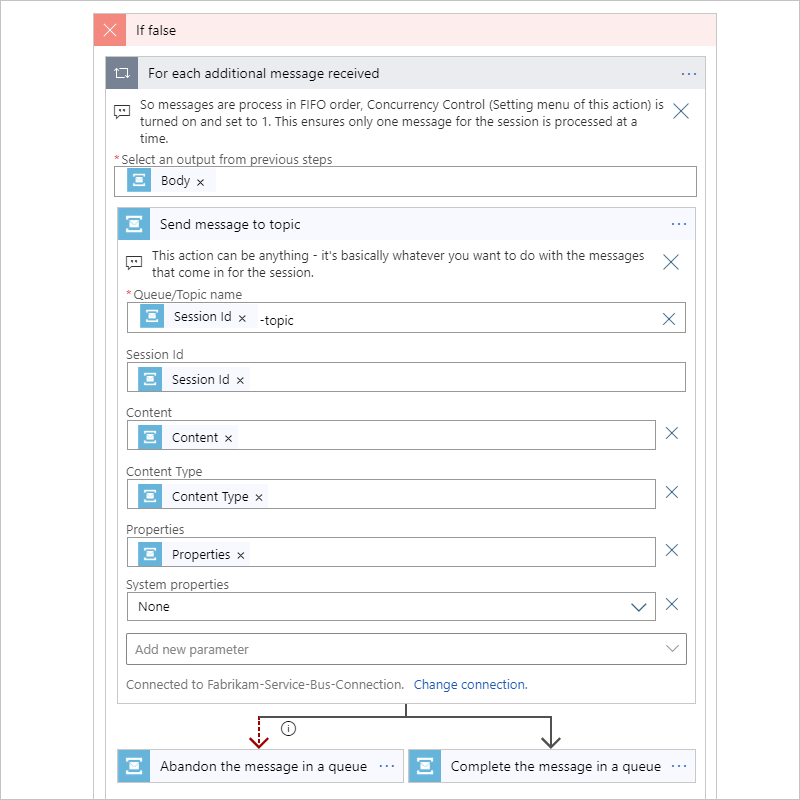 If false
For each additional message received
So messages are process in FIFO order, Concurrency Control (Setting menu of this action) is
turned on and set to 1. This ensures only one message for the session is processed at a
time.
*Select an output from previous steps
Body
Send message to topic
This action can be anything - it's basically whatever you want to do with the messages
that come in for the session.
*Queue/Topic name
Session Id -topic
Session Id
Session Id
Content
Content
Content Type
Content Type
Properties
Properties
System properties
None
Add new parameter
Connected to Fabrikam-Service-Bus-Connection. Change connection.
Abandon the message in a queue
Complete the message in a queue